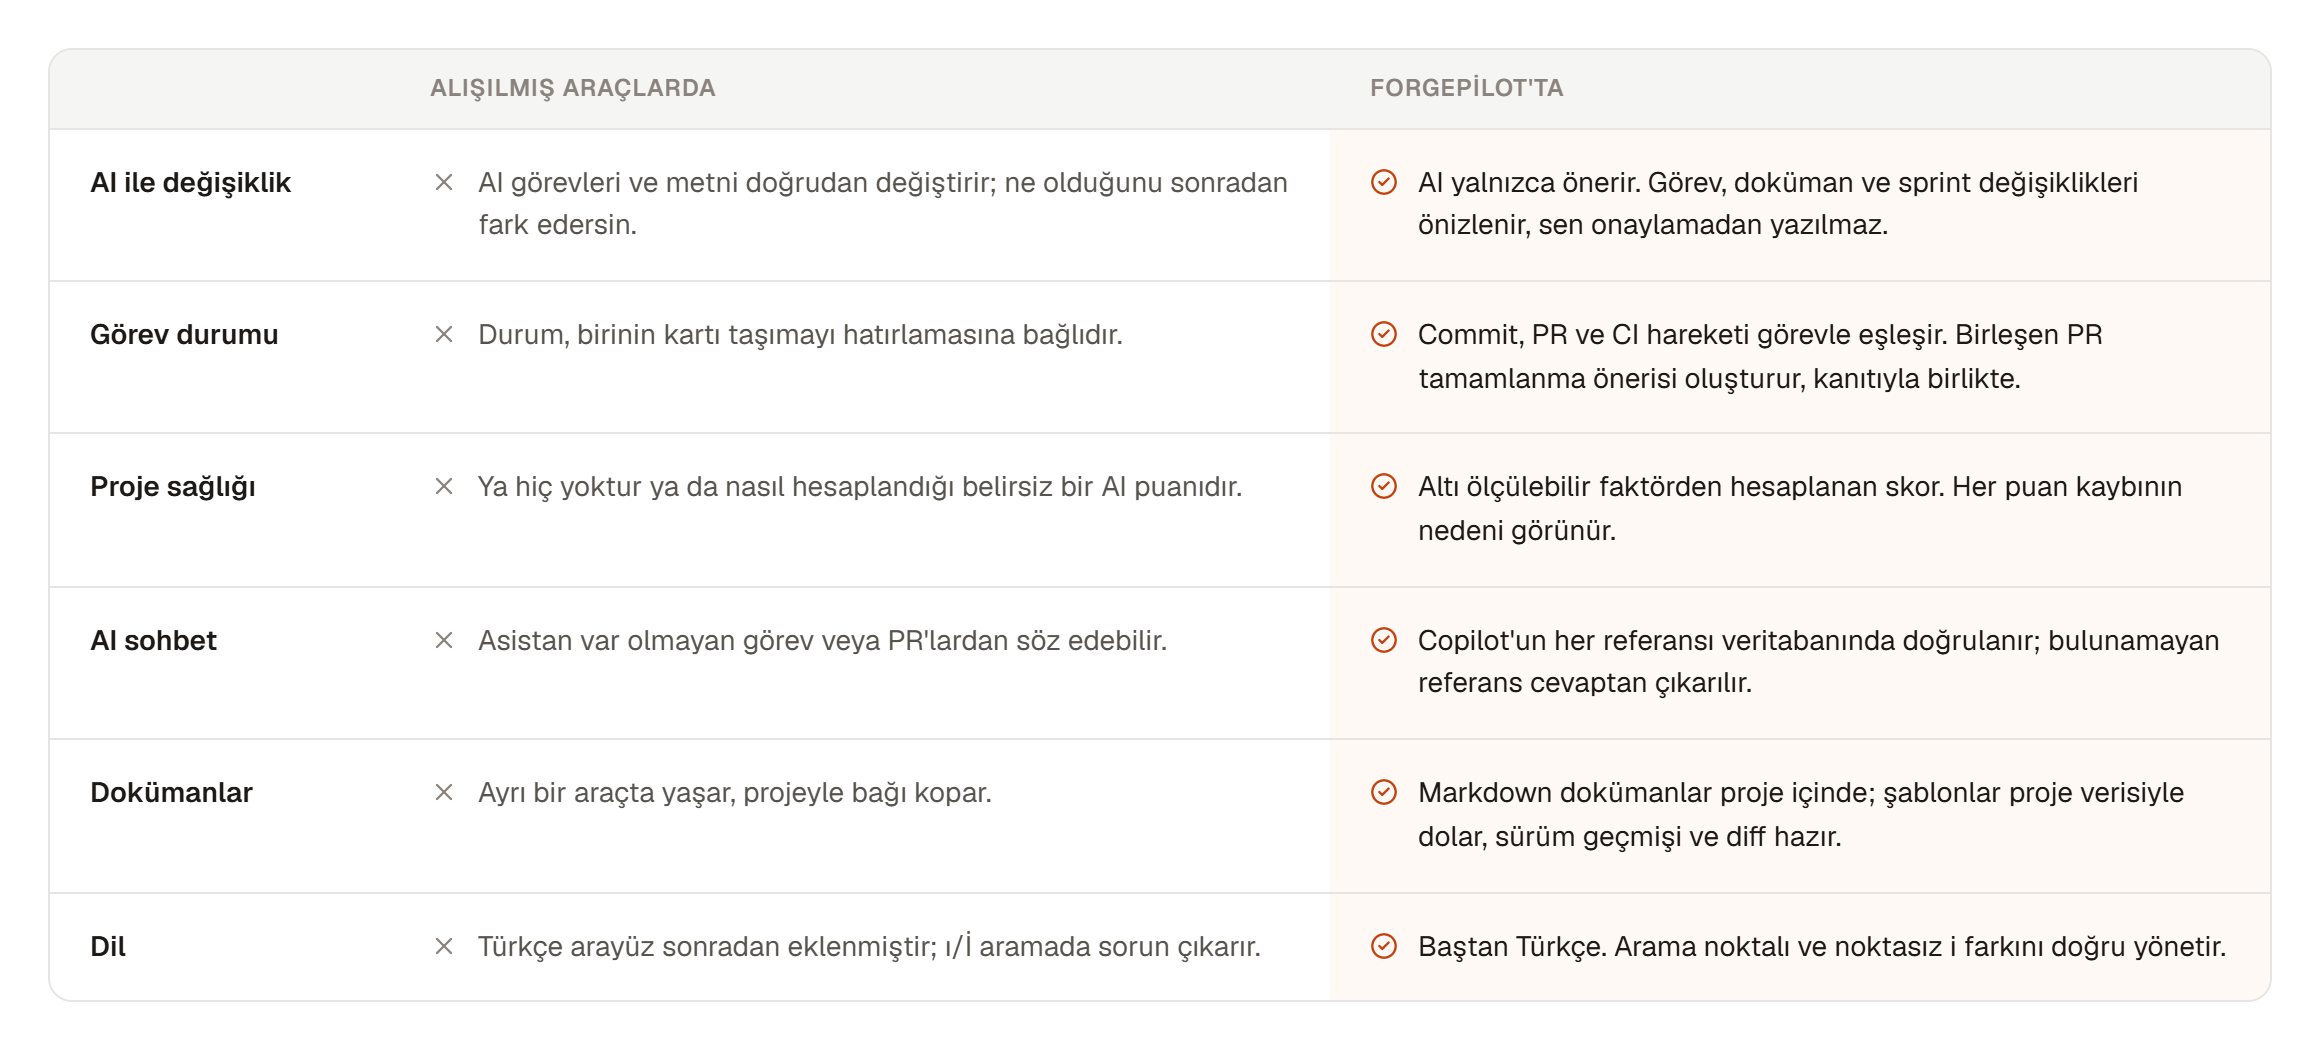 ALIŞILMIŞ ARAÇLARDA
FORGEPİLOT'TA
AI ile değişiklik
AI görevleri ve metni doğrudan değiştirir; ne olduğunu sonradan
fark edersin.
AI yalnızca önerir. Görev, doküman ve sprint değişiklikleri
önizlenir, sen onaylamadan yazılmaz.
Görev durumu
Durum, birinin kartı taşımayı hatırlamasına bağlıdır.
Commit, PR ve CI hareketi görevle eşleşir. Birleşen PR
tamamlanma önerisi oluşturur, kanıtıyla birlikte.
Proje sağlığı
Ya hiç yoktur ya da nasıl hesaplandığı belirsiz bir AI puanıdır.
Altı ölçülebilir faktörden hesaplanan skor. Her puan kaybının
nedeni görünür.
AI sohbet
Asistan var olmayan görev veya PR'lardan söz edebilir.
Copilot'un her referansı veritabanında doğrulanır; bulunamayan
referans cevaptan çıkarılır.
Dokümanlar
Ayrı bir araçta yaşar, projeyle bağı kopar.
Markdown dokümanlar proje içinde; şablonlar proje verisiyle
dolar, sürüm geçmişi ve diff hazır.
Dil
Türkçe arayüz sonradan eklenmiştir; ı/İ aramada sorun çıkarır.
Baştan Türkçe. Arama noktalı ve noktasız i farkını doğru yönetir.